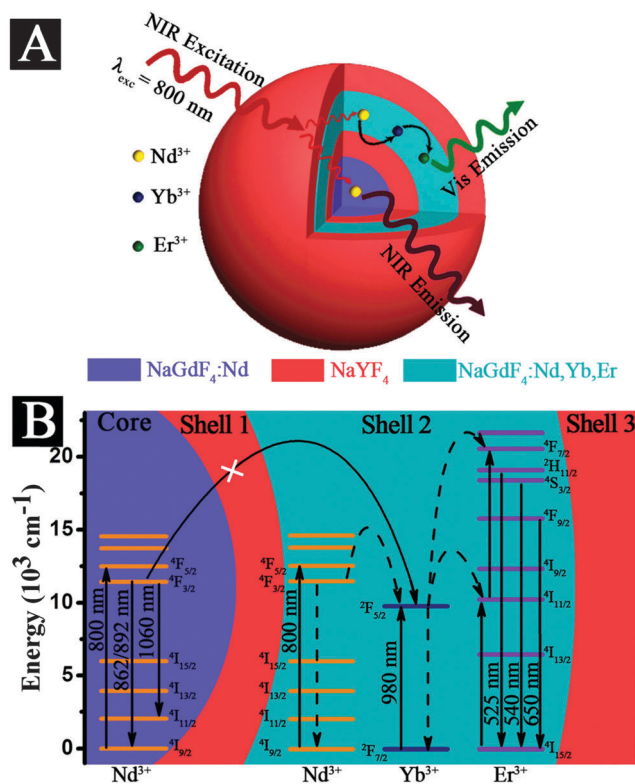 A
NIR Excitation
λexc = 800 nm
Nd³⁺
Yb³⁺
Er³⁺
Vis Emission
NIR Emission
NaGdF₄:Nd
NaYF₄
NaGdF₄:Nd,Yb,Er
B
Core
Shell 1
Shell 2
Shell 3
Energy (10³ cm⁻¹)
20
15
10
5
0
800 nm
862/892 nm
1060 nm
⁴F₅/₂
⁴F₃/₂
⁴I₁₅/₂
⁴I₁₃/₂
⁴I₁₁/₂
⁴I₉/₂
Nd³⁺
800 nm
⁴F₅/₂
⁴F₃/₂
⁴I₁₅/₂
⁴I₁₃/₂
⁴I₁₁/₂
⁴I₉/₂
Nd³⁺
980 nm
²F₅/₂
²F₇/₂
Yb³⁺
525 nm
540 nm
650 nm
⁴F₇/₂
²H₁₁/₂
⁴S₃/₂
⁴F₉/₂
⁴I₉/₂
⁴I₁₁/₂
⁴I₁₃/₂
⁴I₁₅/₂
Er³⁺